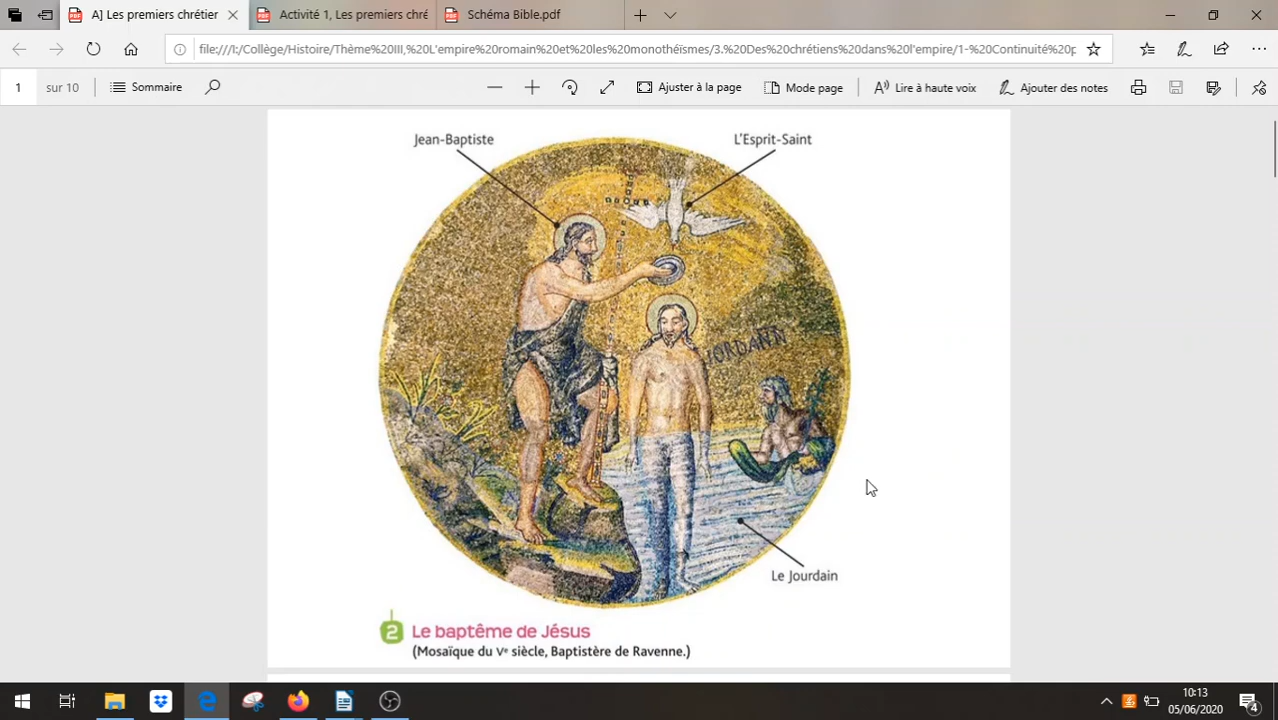 A] Les premiers chrétier
Activité 1, Les premiers chré
Schéma Bible.pdf
file:///I:/Collège/Histoire/Thème%20III,%20L'empire%20romain%20et%20les%20monothéïsmes/3.%20Des%20chrétiens%20dans%20l'empire/1-%20Continuité%20p
1 sur 10 Sommaire Ajuster à la page Mode page Lire à haute voix Ajouter des notes
Jean-Baptiste L'Esprit-Saint
IORDANN
Le Jourdain
2 Le baptême de Jésus
(Mosaïque du Ve siècle, Baptistère de Ravenne.)
10:13
05/06/2020
4